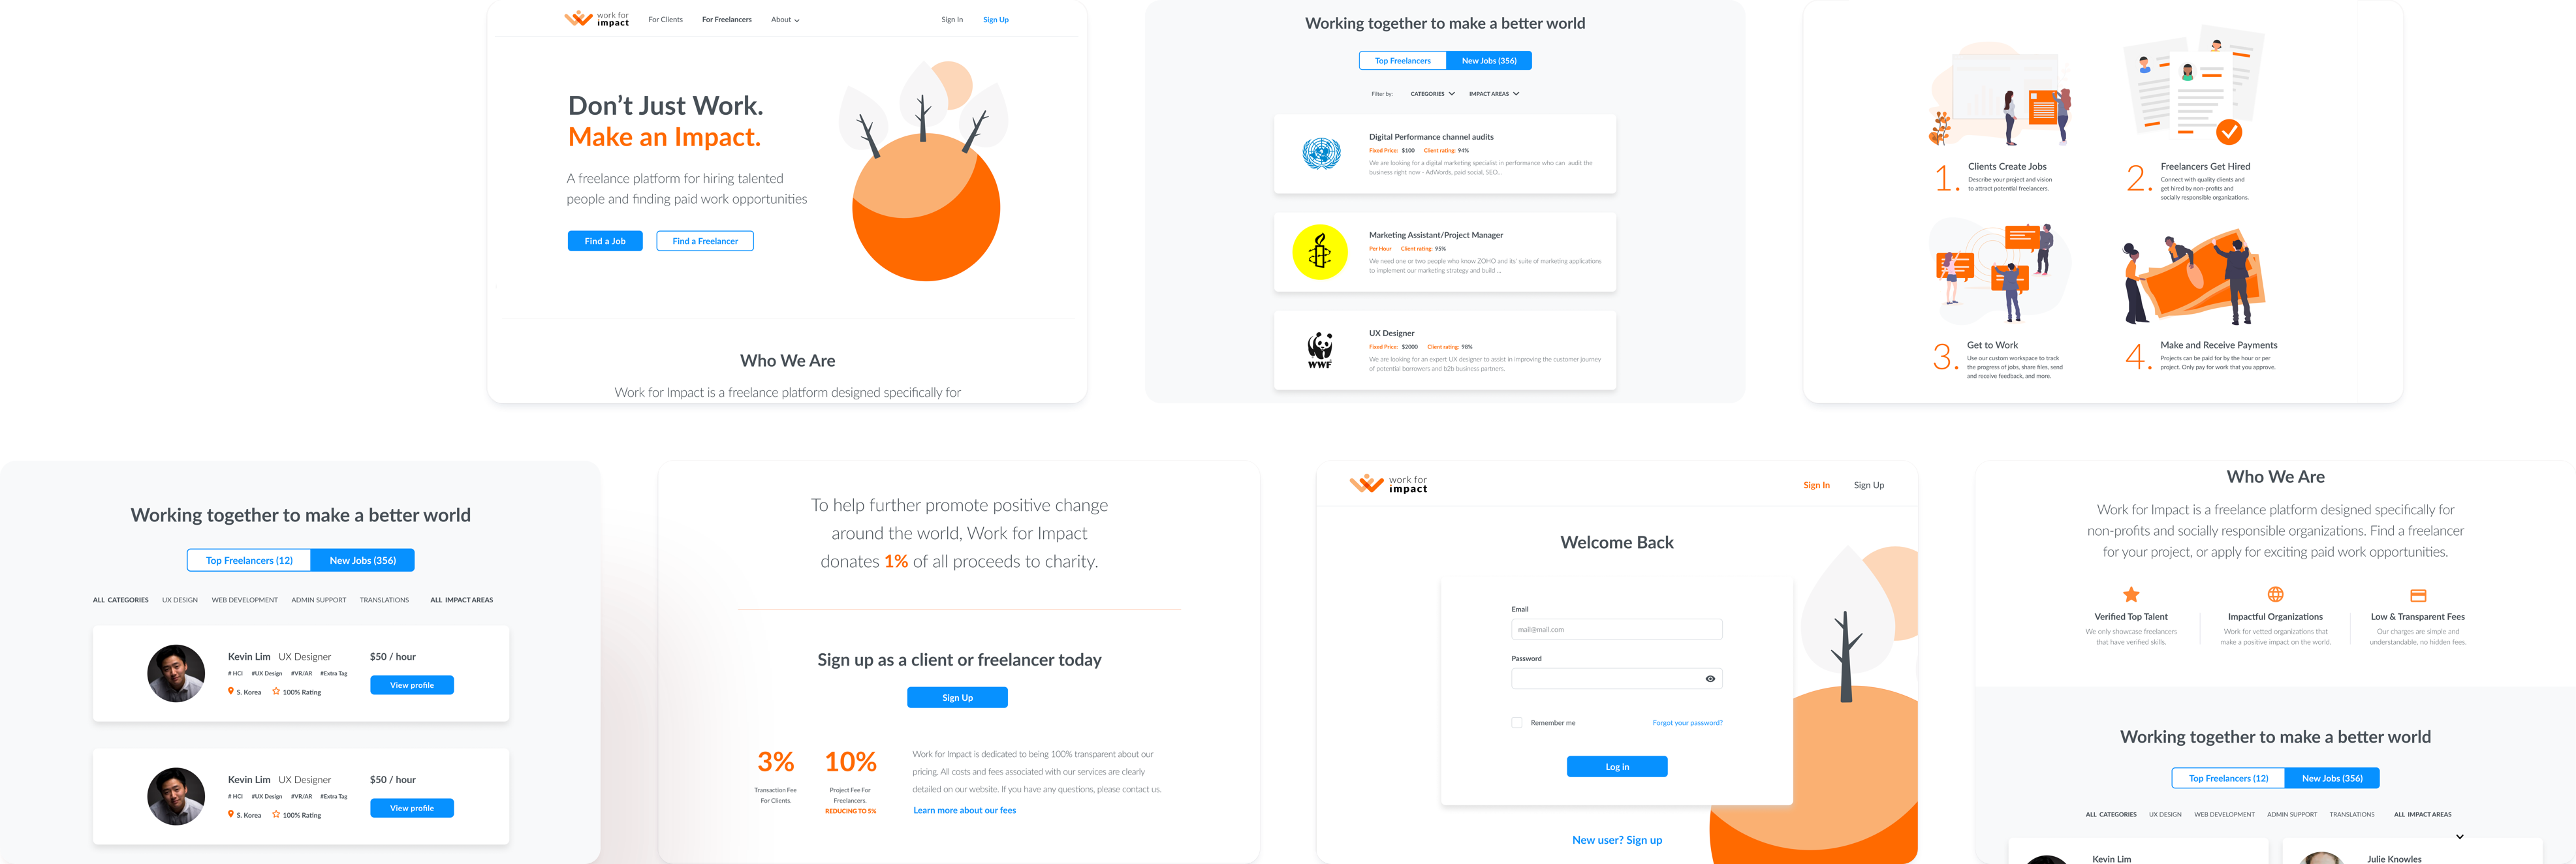 work for
impact
For Clients
For Freelancers
About
Sign In
Sign Up
Don't Just Work.
Make an Impact.
A freelance platform for hiring talented
people and finding paid work opportunities
Find a Job
Find a Freelancer
Who We Are
Work for Impact is a freelance platform designed specifically for
Working together to make a better world
Top Freelancers
New Jobs (356)
Filter by:
CATEGORIES
IMPACT AREAS
Digital Performance channel audits
Fixed Price: $100 Client rating: 94%
We are looking for a digital marketing specialist in performance who can audit the
business right now - AdWords, paid social, SEO...
Marketing Assistant/Project Manager
Per Hour Client rating: 95%
We need one or two people who know ZOHO and its' suite of marketing applications
to implement our marketing strategy and build ...
WWF
UX Designer
Fixed Price: $2000 Client rating: 98%
We are looking for an expert UX designer to assist in improving the customer journey
of potential borrowers and b2b business partners.
1.
Clients Create Jobs
Describe your project and vision
to attract potential freelancers.
2.
Freelancers Get Hired
Connect with quality clients and
get hired by non-profits and
socially responsible organizations.
3.
Get to Work
Use our custom workspace to track
the progress of jobs, share files, send
and receive feedback, and more.
4.
Make and Receive Payments
Projects can be paid for by the hour or per
project. Only pay for work that you approve.
Working together to make a better world
Top Freelancers (12)
New Jobs (356)
ALL CATEGORIES UX DESIGN WEB DEVELOPMENT ADMIN SUPPORT TRANSLATIONS ALL IMPACT AREAS
Kevin Lim UX Designer
$50 / hour
# HCI #UX Design #VR/AR #Extra Tag
S. Korea 100% Rating
View profile
Kevin Lim UX Designer
$50 / hour
# HCI #UX Design #VR/AR #Extra Tag
S. Korea 100% Rating
View profile
To help further promote positive change
around the world, Work for Impact
donates 1% of all proceeds to charity.
Sign up as a client or freelancer today
Sign Up
3%
Transaction Fee
For Clients.
10%
Project Fee For
Freelancers.
REDUCING TO 5%
Work for Impact is dedicated to being 100% transparent about our
pricing. All costs and fees associated with our services are clearly
detailed on our website. If you have any questions, please contact us.
Learn more about our fees
work for
impact
Sign In
Sign Up
Welcome Back
Email
mail@mail.com
Password
Remember me
Forgot your password?
Log in
New user? Sign up
Who We Are
Work for Impact is a freelance platform designed specifically for
non-profits and socially responsible organizations. Find a freelancer
for your project, or apply for exciting paid work opportunities.
Verified Top Talent
We only showcase freelancers
that have verified skills.
Impactful Organizations
Work for vetted organizations that
make a positive impact on the world.
Low & Transparent Fees
Our charges are simple and
understandable, no hidden fees.
Working together to make a better world
Top Freelancers (12)
New Jobs (356)
ALL CATEGORIES UX DESIGN WEB DEVELOPMENT ADMIN SUPPORT TRANSLATIONS ALL IMPACT AREAS
Kevin Lim
Julie Knowles